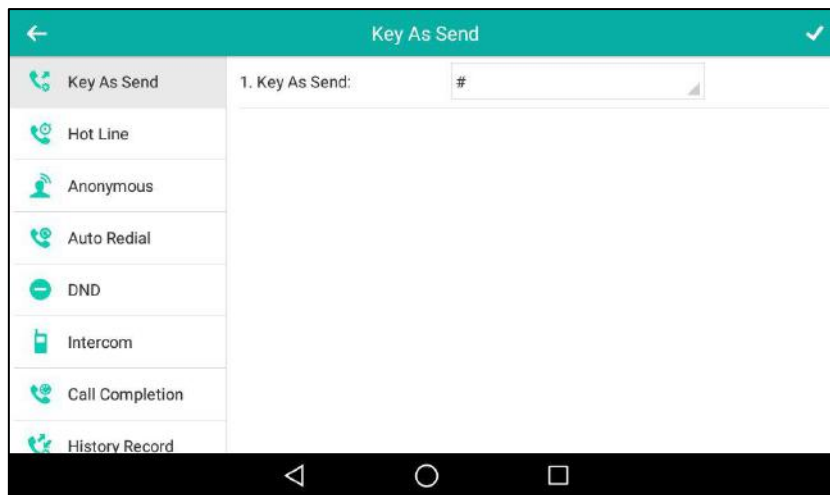 Key As Send
Key As Send
1. Key As Send:
#
Hot Line
Anonymous
Auto Redial
DND
Intercom
Call Completion
History Record